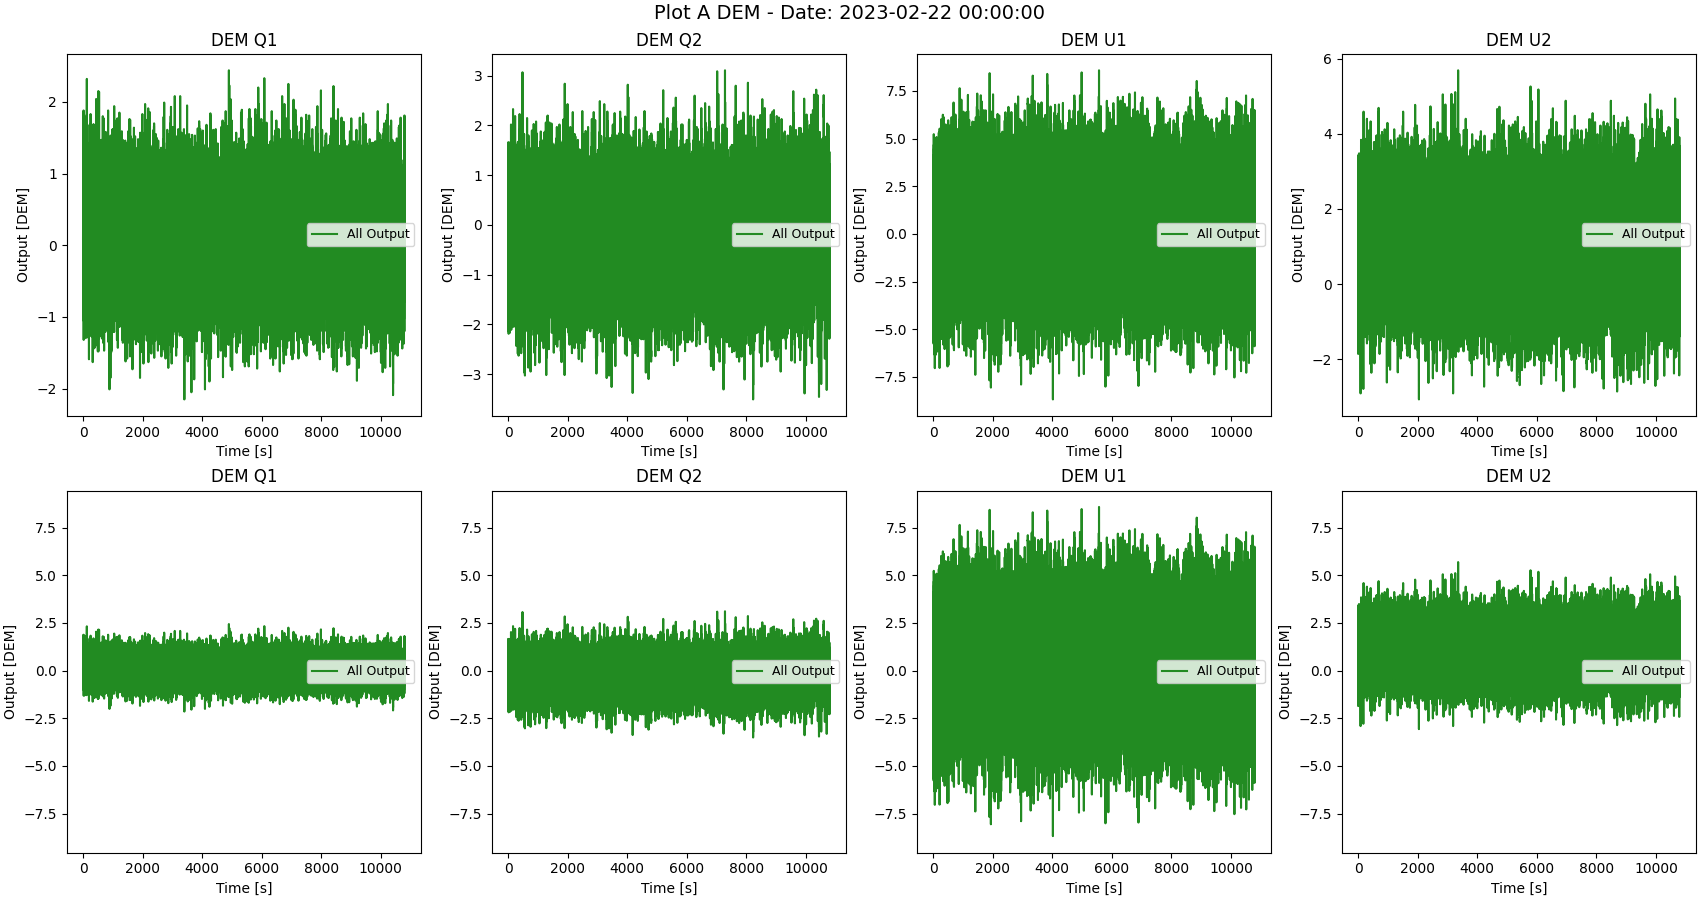 Plot A DEM - Date: 2023-02-22 00:00:00
DEM Q1
DEM Q2
DEM U1
DEM U2
Output [DEM]
2
1
0
−1
−2
All Output
0 2000 4000 6000 8000 10000
Time [s]
Output [DEM]
3
2
1
0
−1
−2
−3
All Output
0 2000 4000 6000 8000 10000
Time [s]
Output [DEM]
7.5
5.0
2.5
0.0
−2.5
−5.0
−7.5
All Output
0 2000 4000 6000 8000 10000
Time [s]
Output [DEM]
6
4
2
0
−2
All Output
0 2000 4000 6000 8000 10000
Time [s]
DEM Q1
DEM Q2
DEM U1
DEM U2
Output [DEM]
7.5
5.0
2.5
0.0
−2.5
−5.0
−7.5
All Output
0 2000 4000 6000 8000 10000
Time [s]
Output [DEM]
7.5
5.0
2.5
0.0
−2.5
−5.0
−7.5
All Output
0 2000 4000 6000 8000 10000
Time [s]
Output [DEM]
7.5
5.0
2.5
0.0
−2.5
−5.0
−7.5
All Output
0 2000 4000 6000 8000 10000
Time [s]
Output [DEM]
7.5
5.0
2.5
0.0
−2.5
−5.0
−7.5
All Output
0 2000 4000 6000 8000 10000
Time [s]